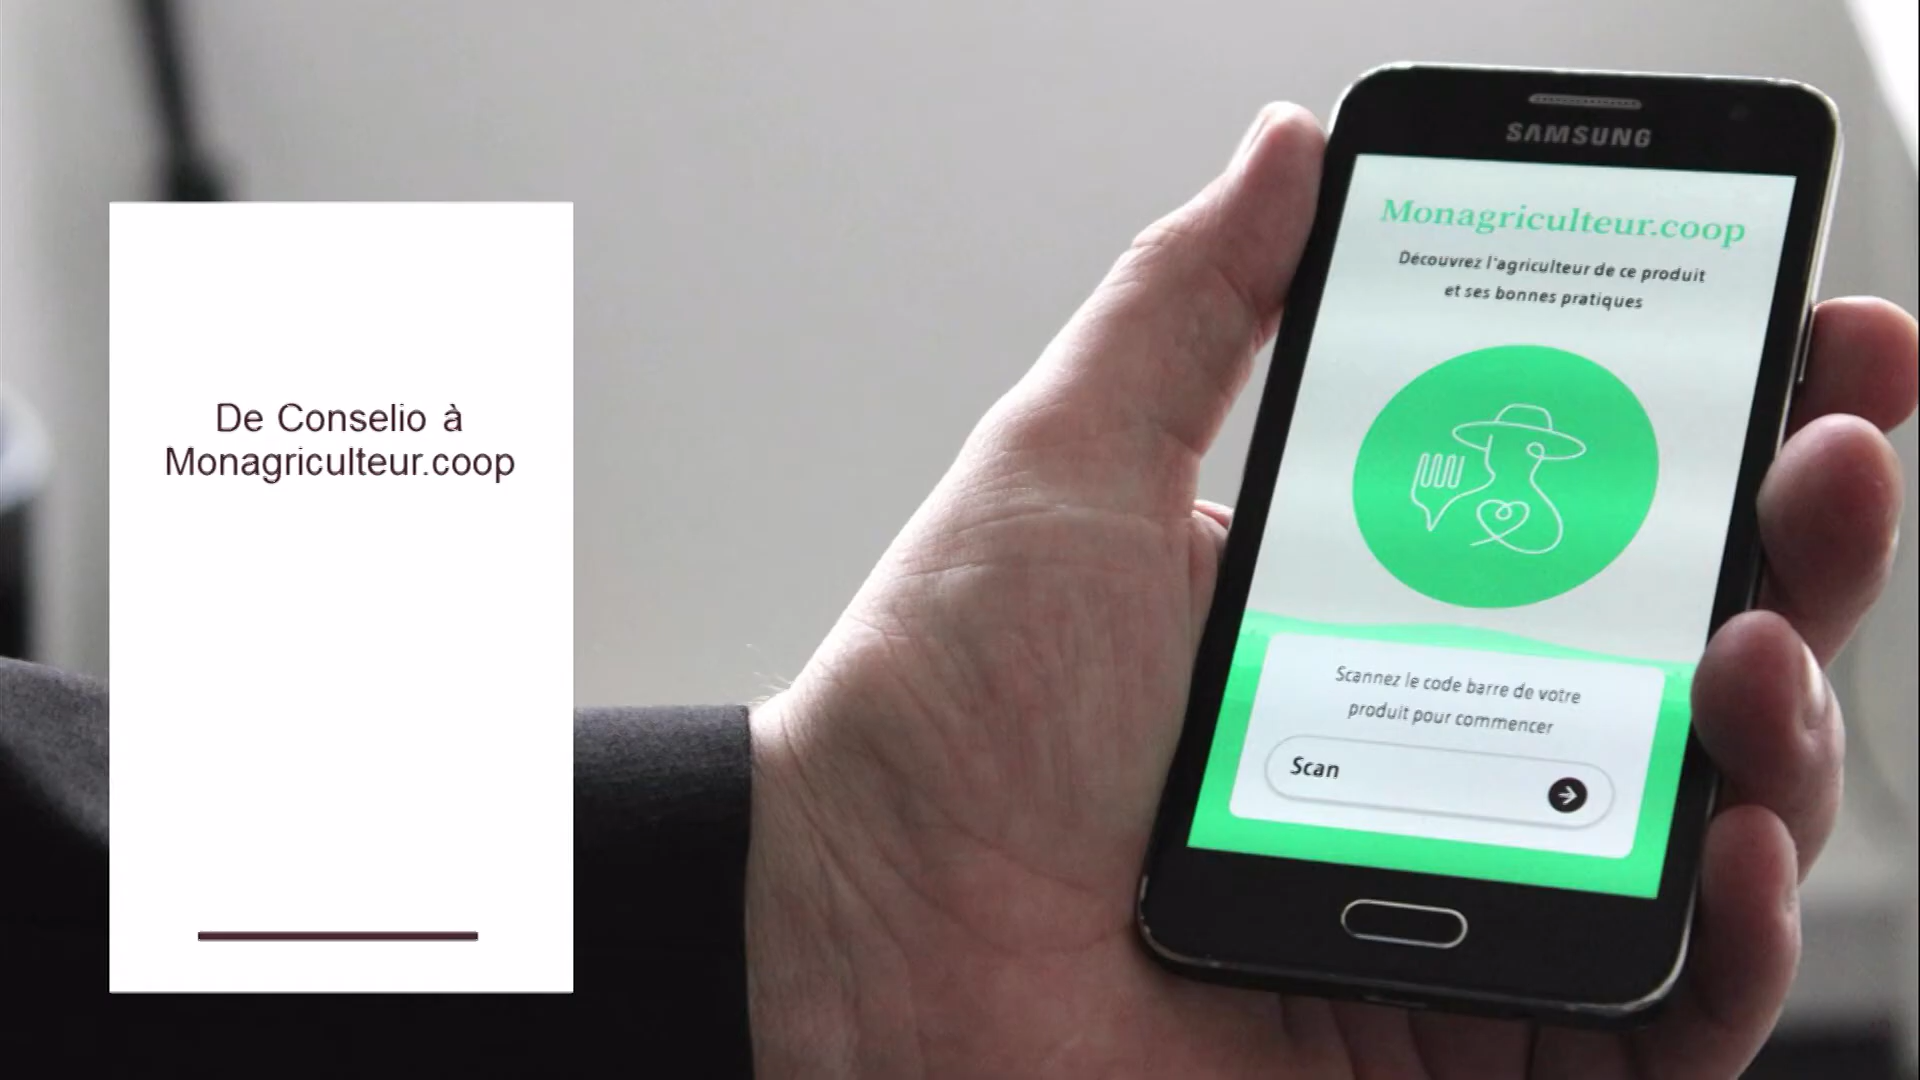 De Conselio à
Monagriculteur.coop
SAMSUNG
Monagriculteur.coop
Découvrez l'agriculteur de ce produit
et ses bonnes pratiques
Scannez le code barre de votre
produit pour commencer
Scan